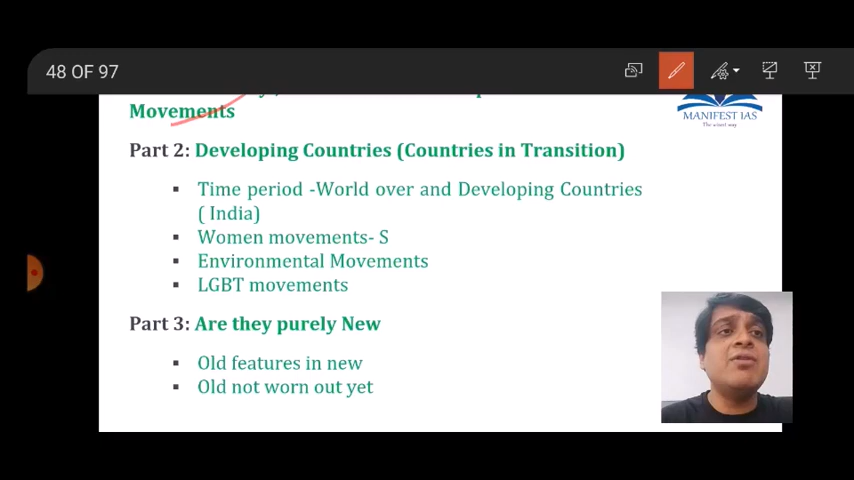 48 OF 97
Movements
MANIFEST IAS
Part 2: Developing Countries (Countries in Transition)
▪ Time period -World over and Developing Countries
( India)
▪ Women movements- S
▪ Environmental Movements
▪ LGBT movements
Part 3: Are they purely New
▪ Old features in new
▪ Old not worn out yet